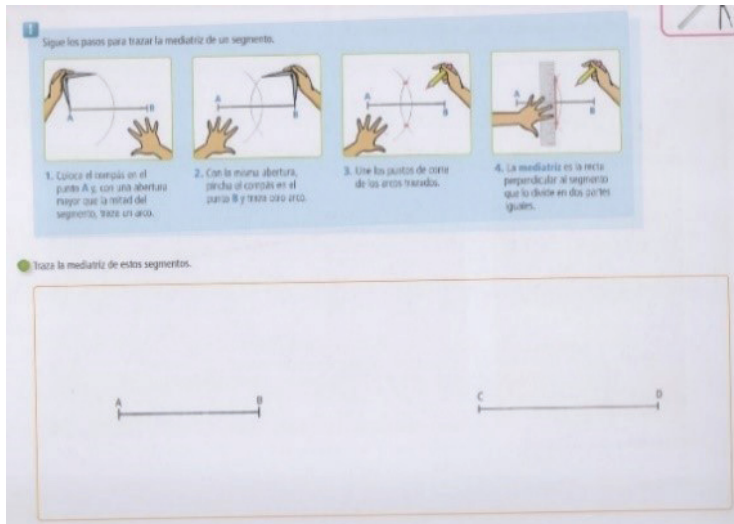 1
Sigue los pasos para trazar la mediatriz de un segmento.
A
B
A
B
A
B
A
B
1. Coloca el compás en el
punto A y, con una abertura
mayor que la mitad del
segmento, traza un arco.
2. Con la misma abertura,
pincha el compás en el
punto B y traza otro arco.
3. Une los puntos de corte
de los arcos trazados.
4. La mediatriz es la recta
perpendicular al segmento
que lo divide en dos partes
iguales.
Traza la mediatriz de estos segmentos.
A
B
C
D